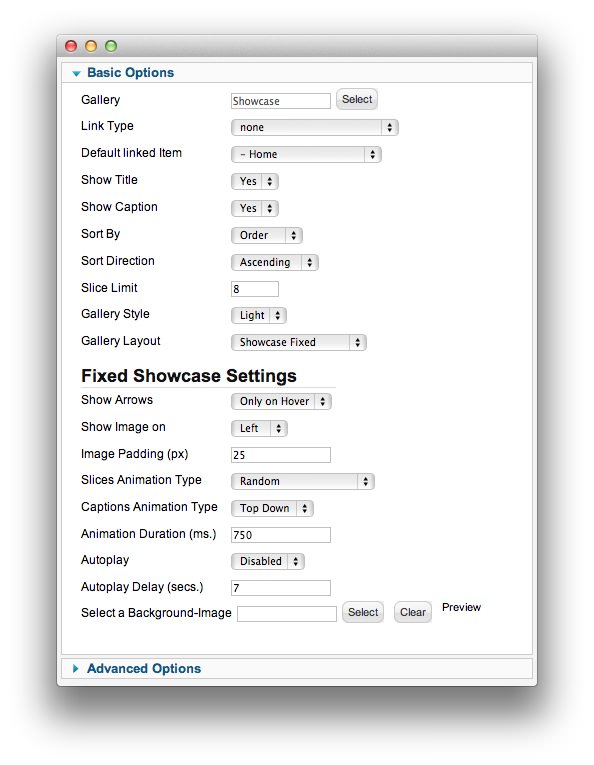 Basic Options
Gallery Showcase Select
Link Type none
Default linked Item - Home
Show Title Yes
Show Caption Yes
Sort By Order
Sort Direction Ascending
Slice Limit 8
Gallery Style Light
Gallery Layout Showcase Fixed
Fixed Showcase Settings
Show Arrows Only on Hover
Show Image on Left
Image Padding (px) 25
Slices Animation Type Random
Captions Animation Type Top Down
Animation Duration (ms.) 750
Autoplay Disabled
Autoplay Delay (secs.) 7
Select a Background-Image Select Clear Preview
Advanced Options